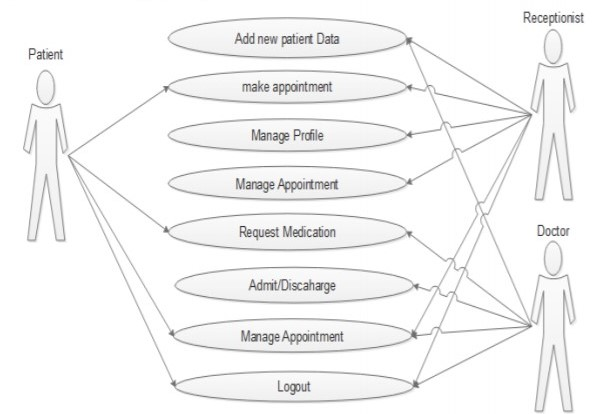 Receptionist
Patient
Add new patient Data
make appointment
Manage Profile
Manage Appointment
Request Medication
Doctor
Admit/Discaharge
Manage Appointment
Logout